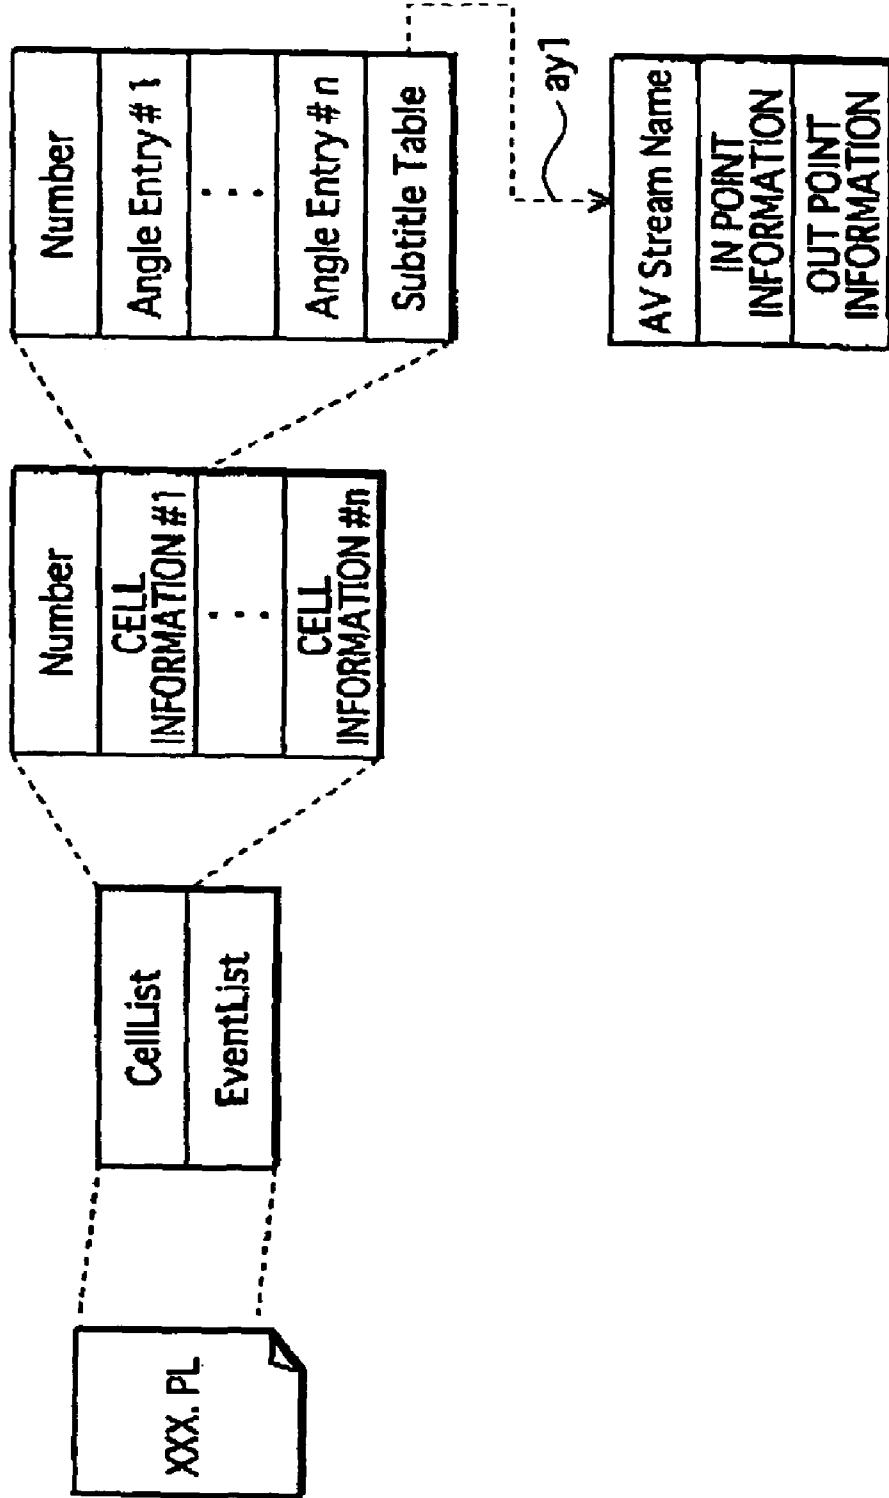 XXX. PL
CellList
EventList
Number
CELL
INFORMATION #1
CELL
INFORMATION #n
Number
Angle Entry # 1
Angle Entry # n
Subtitle Table
ay1
AV Stream Name
IN POINT
INFORMATION
OUT POINT
INFORMATION